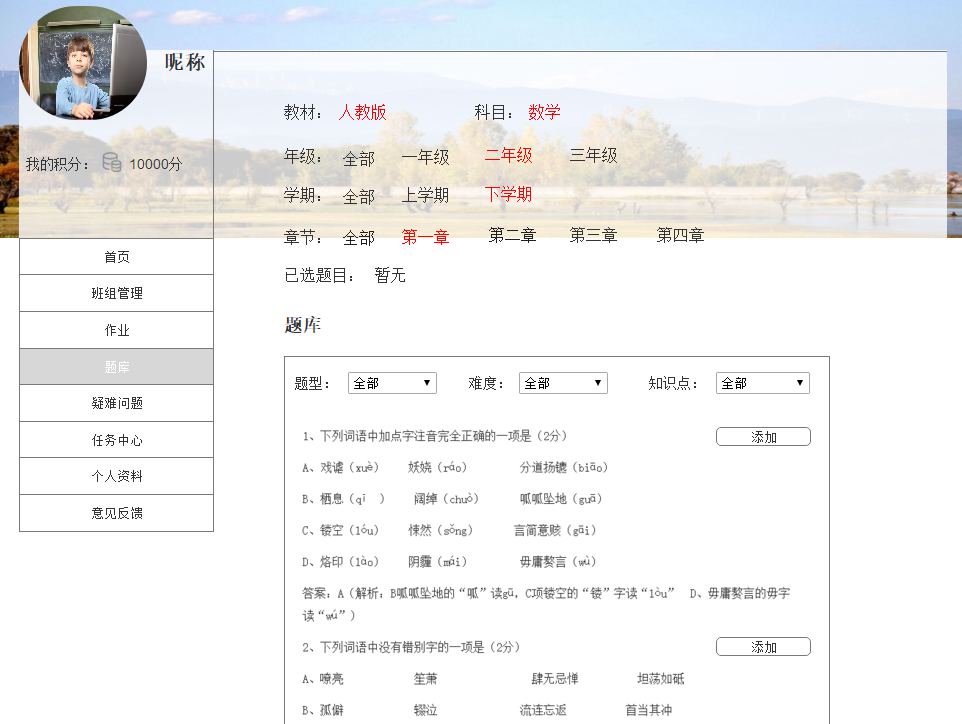 昵称
教材： 人教版 科目： 数学
我的积分： 10000分
年级： 全部 一年级 二年级 三年级
学期： 全部 上学期 下学期
章节： 全部 第一章 第二章 第三章 第四章
已选题目： 暂无
首页
班组管理
作业
题库
疑难问题
任务中心
个人资料
意见反馈
题库
题型： 全部 难度： 全部 知识点： 全部
1、下列词语中加点字注音完全正确的一项是（2分） 添加
A、戏谑（xuè） 妖娆（ráo） 分道扬镳（biāo）
B、栖息（qī ） 阔绰（chuò） 呱呱坠地（guā）
C、镂空（lóu） 悚然（sǒng） 言简意赅（gāi）
D、烙印（lào） 阴霾（mái） 毋庸赘言（wù）
答案：A（解析：B呱呱坠地的“呱”读gū，C项镂空的“镂”字读“lòu” D、毋庸赘言的毋字
读“wú”）
2、下列词语中没有错别字的一项是（2分） 添加
A、嘹亮 笙萧 肆无忌惮 坦荡如砥
B、孤僻 辍泣 流连忘返 首当其冲